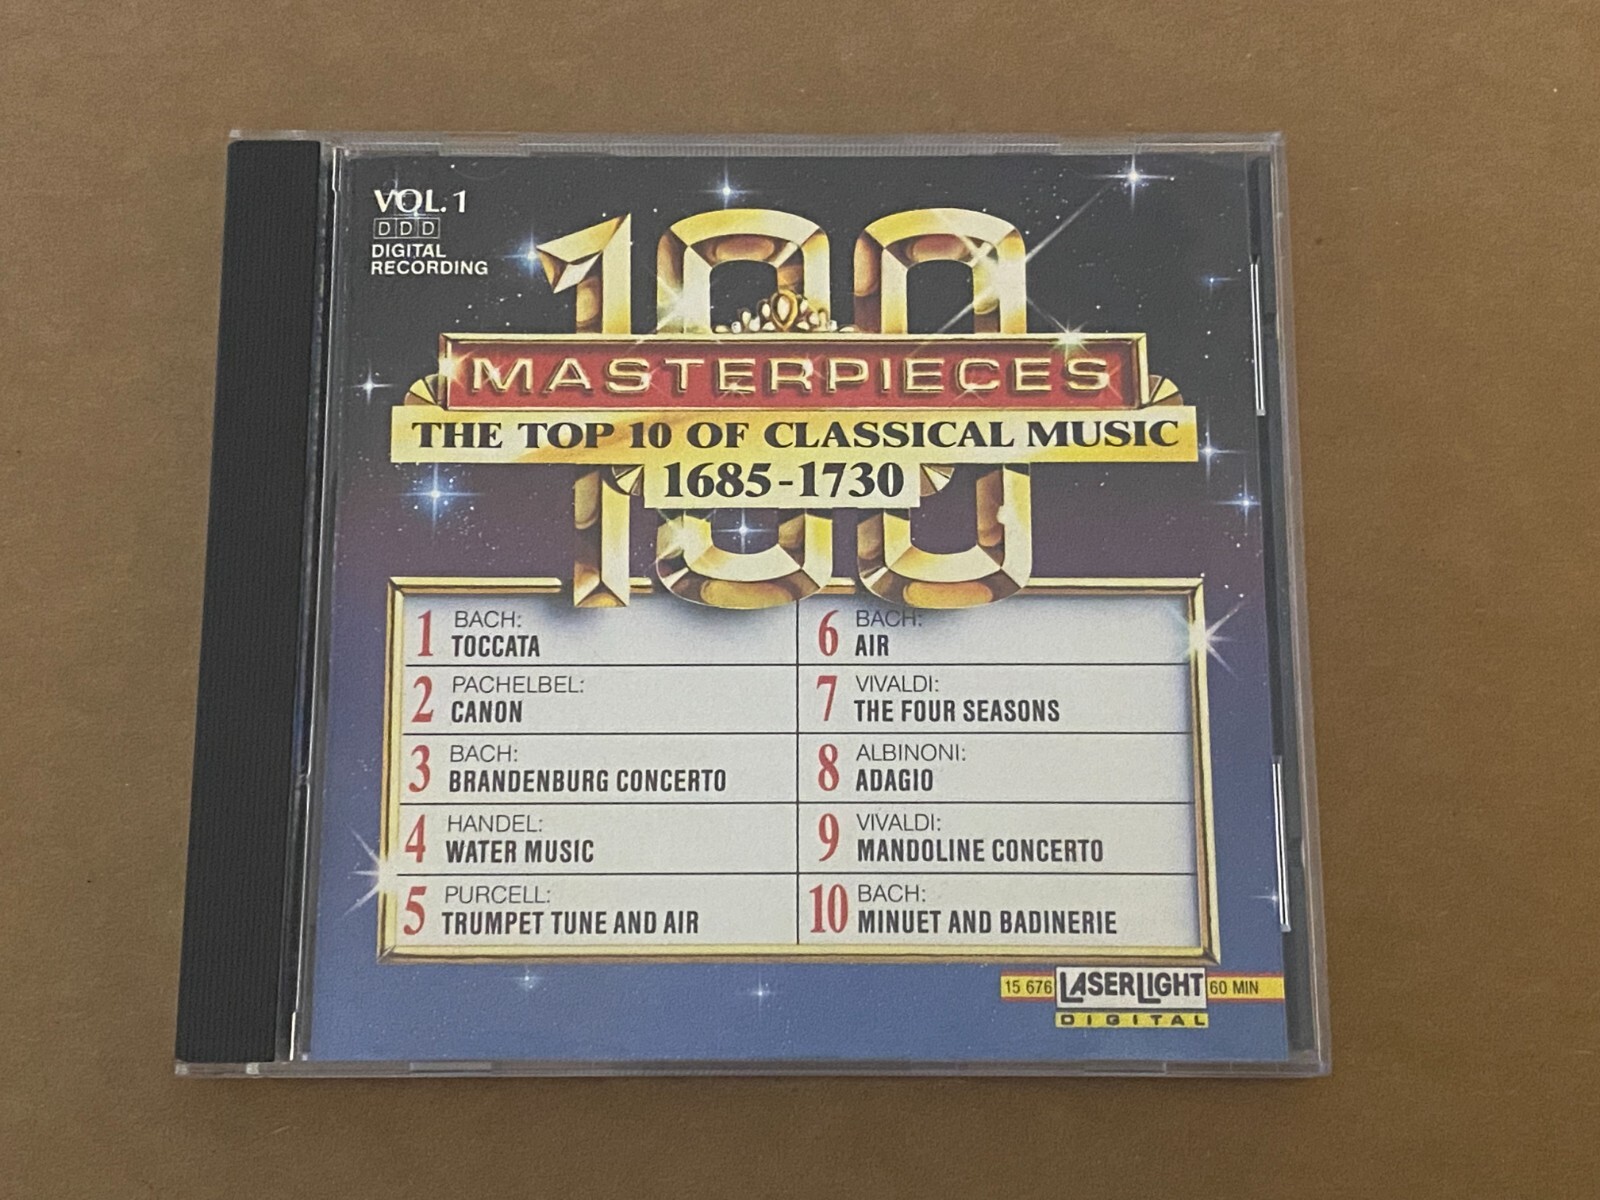 VOL. 1
DDD
DIGITAL
RECORDING
100
MASTERPIECES
THE TOP 10 OF CLASSICAL MUSIC
1685-1730
1 BACH:
TOCCATA
2 PACHELBEL:
CANON
3 BACH:
BRANDENBURG CONCERTO
4 HANDEL:
WATER MUSIC
5 PURCELL:
TRUMPET TUNE AND AIR
6 BACH:
AIR
7 VIVALDI:
THE FOUR SEASONS
8 ALBINONI:
ADAGIO
9 VIVALDI:
MANDOLINE CONCERTO
10 BACH:
MINUET AND BADINERIE
15 676 LASERLIGHT 60 MIN
DIGITAL